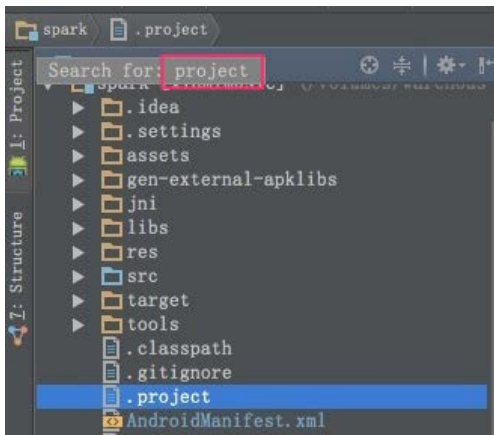 spark .project
Search for: project
1: Project
.idea
.settings
assets
gen-external-apklibs
jni
libs
res
src
target
tools
7: Structure
.classpath
.gitignore
.project
AndroidManifest.xml